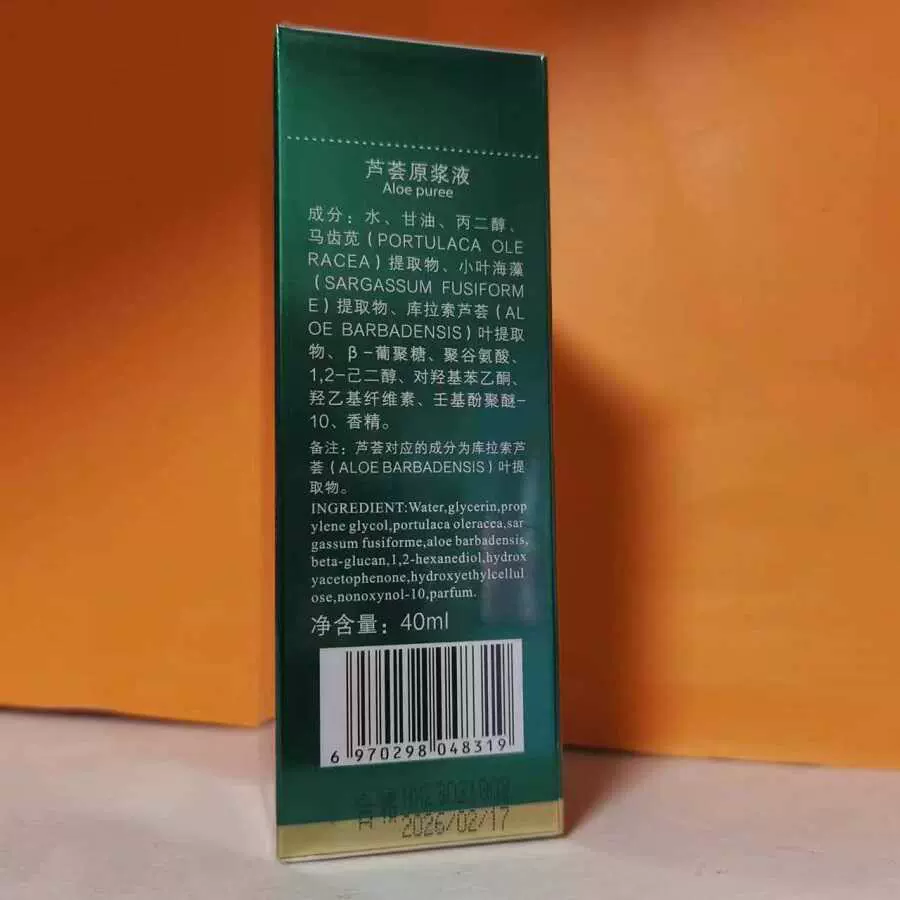 芦荟原浆液
Aloe puree
成分：水、甘油、丙二醇、
马齿苋（PORTULACA OLE
RACEA）提取物、小叶海藻
（SARGASSUM FUSIFORM
E）提取物、库拉索芦荟（AL
OE BARBADENSIS）叶提取
物、β-葡聚糖、聚谷氨酸、
1,2-己二醇、对羟基苯乙酮、
羟乙基纤维素、壬基酚聚醚-
10、香精。
备注：芦荟对应的成分为库拉索芦
荟（ALOE BARBADENSIS）叶提
取物。
INGREDIENT:Water,glycerin,prop
ylene glycol,portulaca oleracca,sar
gassum fusiforme,aloe barbadensis,
beta-glucan,1,2-hexanediol,hydrox
yacetophenone,hydroxyethylcellul
ose,nonoxynol-10,parfum.
净含量：40ml
6 970298 048319
2026/02/17